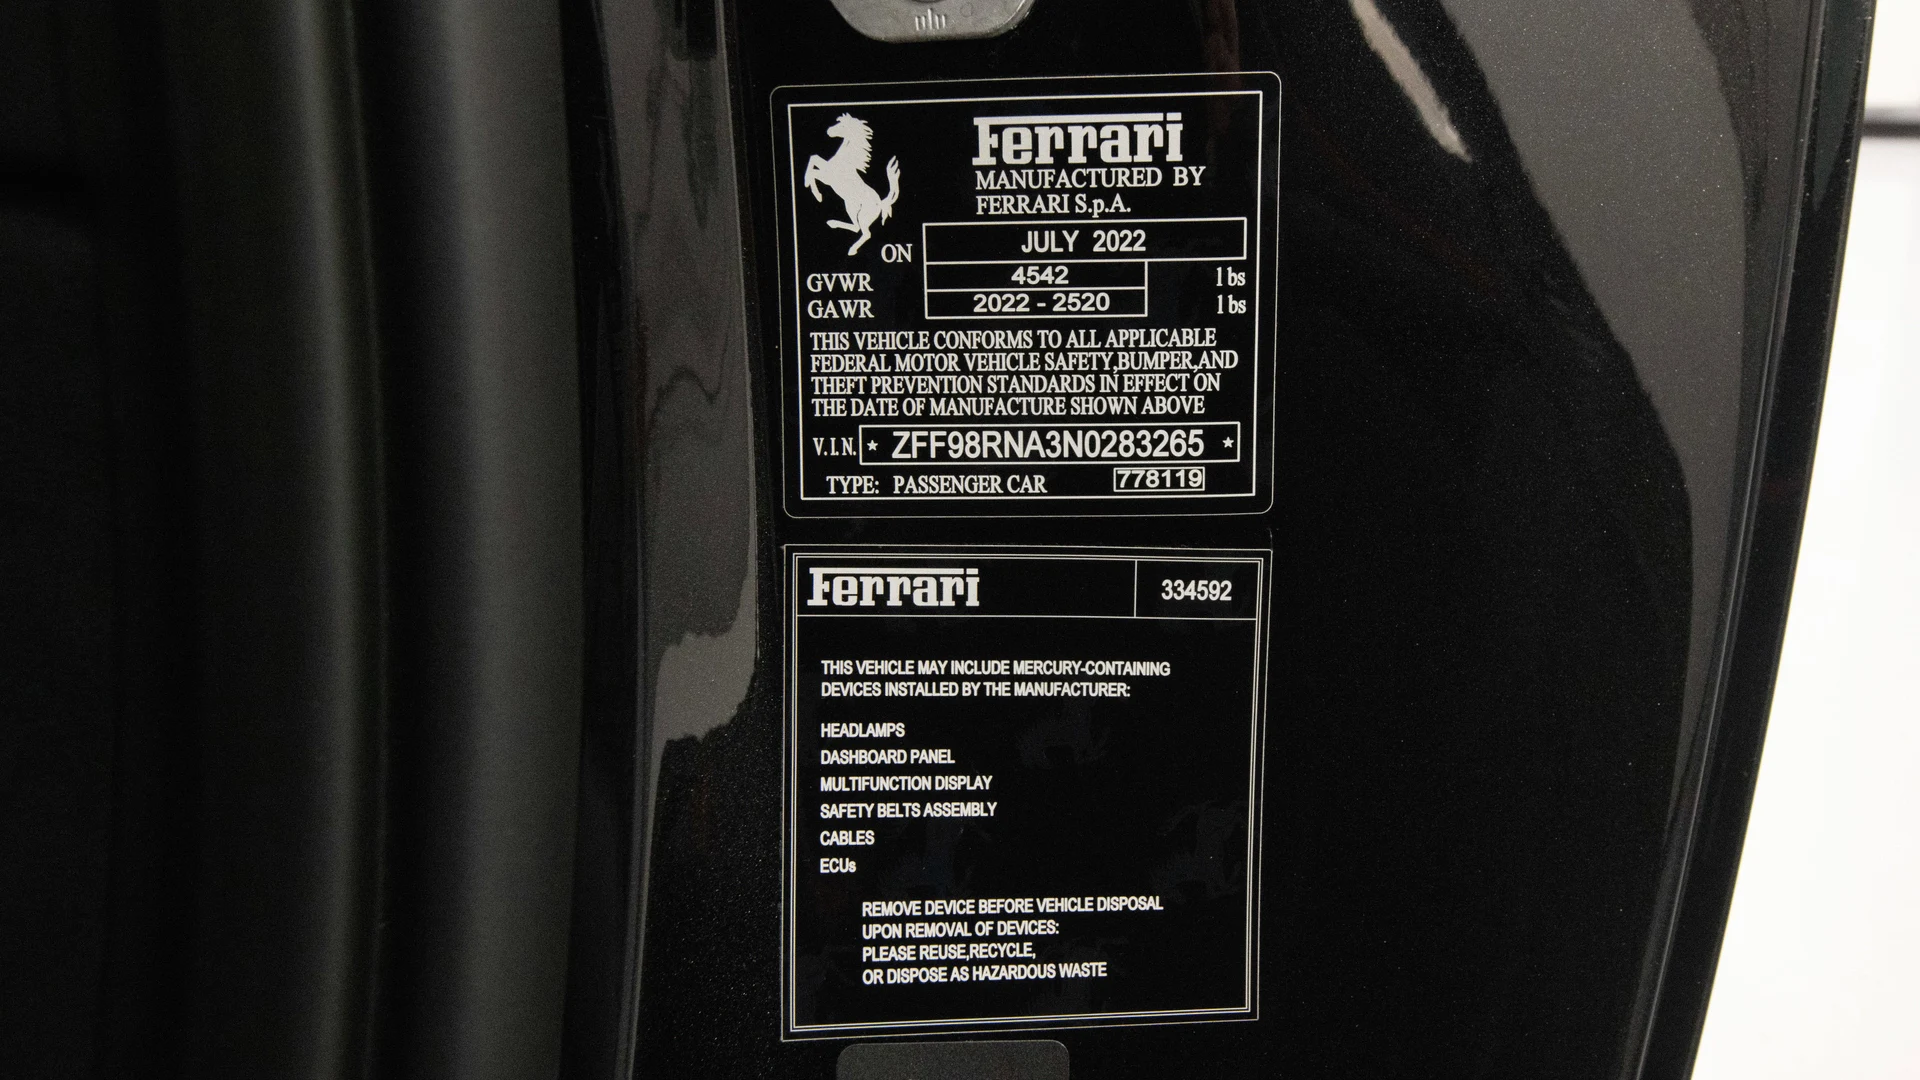 Ferrari
MANUFACTURED BY
FERRARI S.p.A.
ON JULY 2022
GVWR 4542 lbs
GAWR 2022 - 2520 lbs
THIS VEHICLE CONFORMS TO ALL APPLICABLE
FEDERAL MOTOR VEHICLE SAFETY,BUMPER,AND
THEFT PREVENTION STANDARDS IN EFFECT ON
THE DATE OF MANUFACTURE SHOWN ABOVE
V.I.N. * ZFF98RNA3N0283265 *
TYPE: PASSENGER CAR 778119
Ferrari 334592
THIS VEHICLE MAY INCLUDE MERCURY-CONTAINING
DEVICES INSTALLED BY THE MANUFACTURER:
HEADLAMPS
DASHBOARD PANEL
MULTIFUNCTION DISPLAY
SAFETY BELTS ASSEMBLY
CABLES
ECUs
REMOVE DEVICE BEFORE VEHICLE DISPOSAL
UPON REMOVAL OF DEVICES:
PLEASE REUSE,RECYCLE,
OR DISPOSE AS HAZARDOUS WASTE